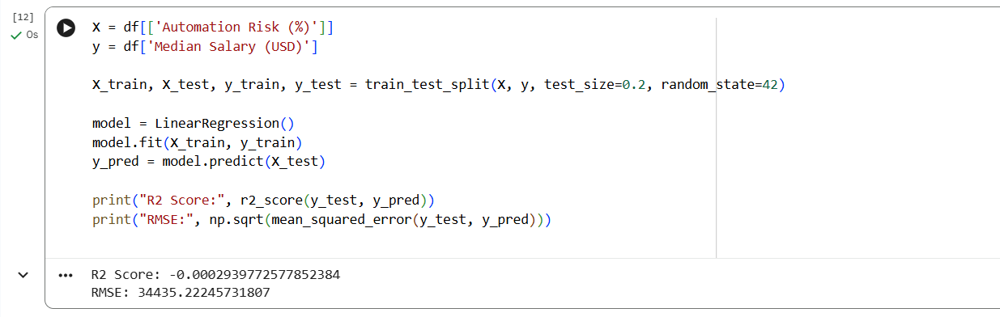 [12]
0s
X = df[['Automation Risk (%)']]
y = df['Median Salary (USD)']
X_train, X_test, y_train, y_test = train_test_split(X, y, test_size=0.2, random_state=42)
model = LinearRegression()
model.fit(X_train, y_train)
y_pred = model.predict(X_test)
print("R2 Score:", r2_score(y_test, y_pred))
print("RMSE:", np.sqrt(mean_squared_error(y_test, y_pred)))
R2 Score: -0.0002939772577852384
RMSE: 34435.22245731807